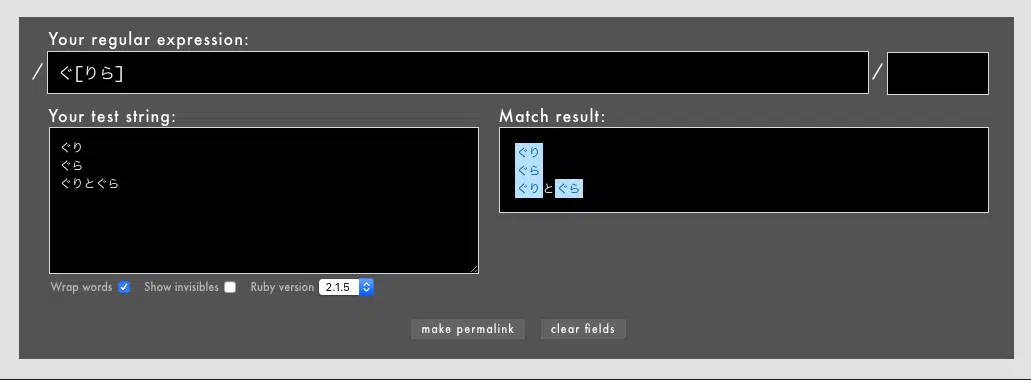 Your regular expression:
/ ぐ[りら] /
Your test string:
ぐり
ぐら
ぐりとぐら
Match result:
ぐり
ぐら
ぐりとぐら
Wrap words Show invisibles Ruby version 2.1.5
make permalink clear fields